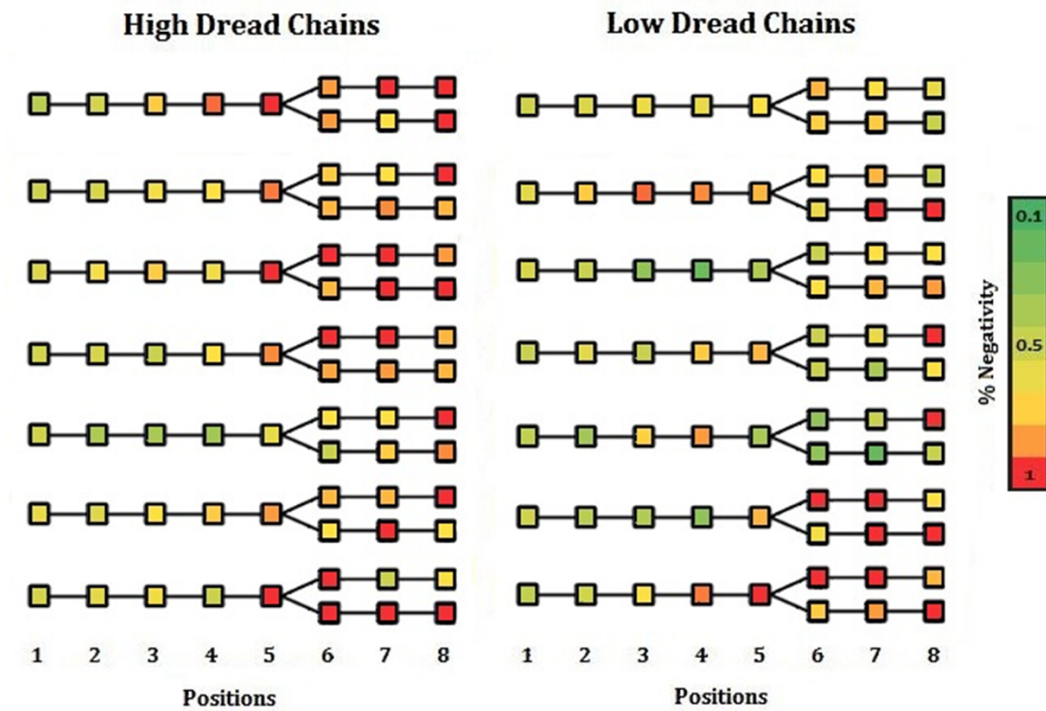 High Dread Chains
Low Dread Chains
0.1
0.5
1
% Negativity
1 2 3 4 5 6 7 8
1 2 3 4 5 6 7 8
Positions
Positions